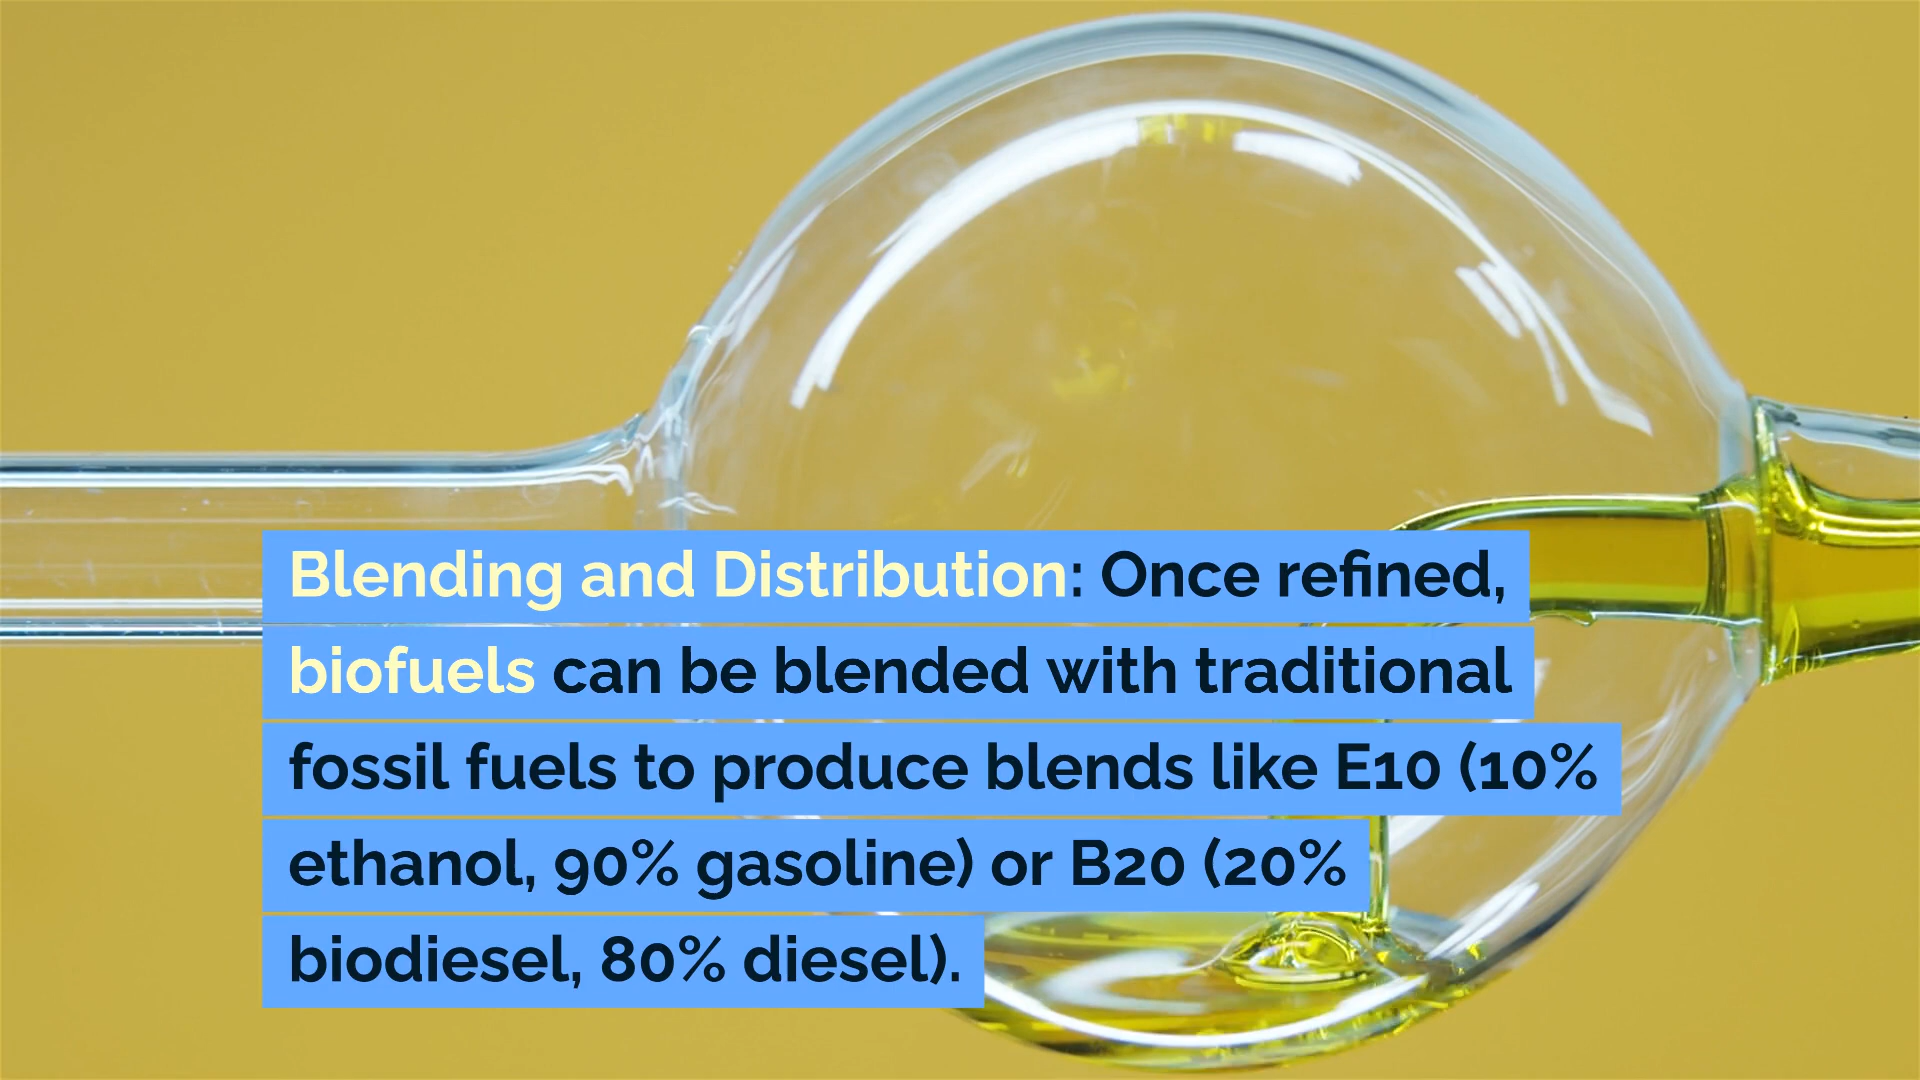 Blending and Distribution: Once refined,
biofuels can be blended with traditional
fossil fuels to produce blends like E10 (10%
ethanol, 90% gasoline) or B20 (20%
biodiesel, 80% diesel).